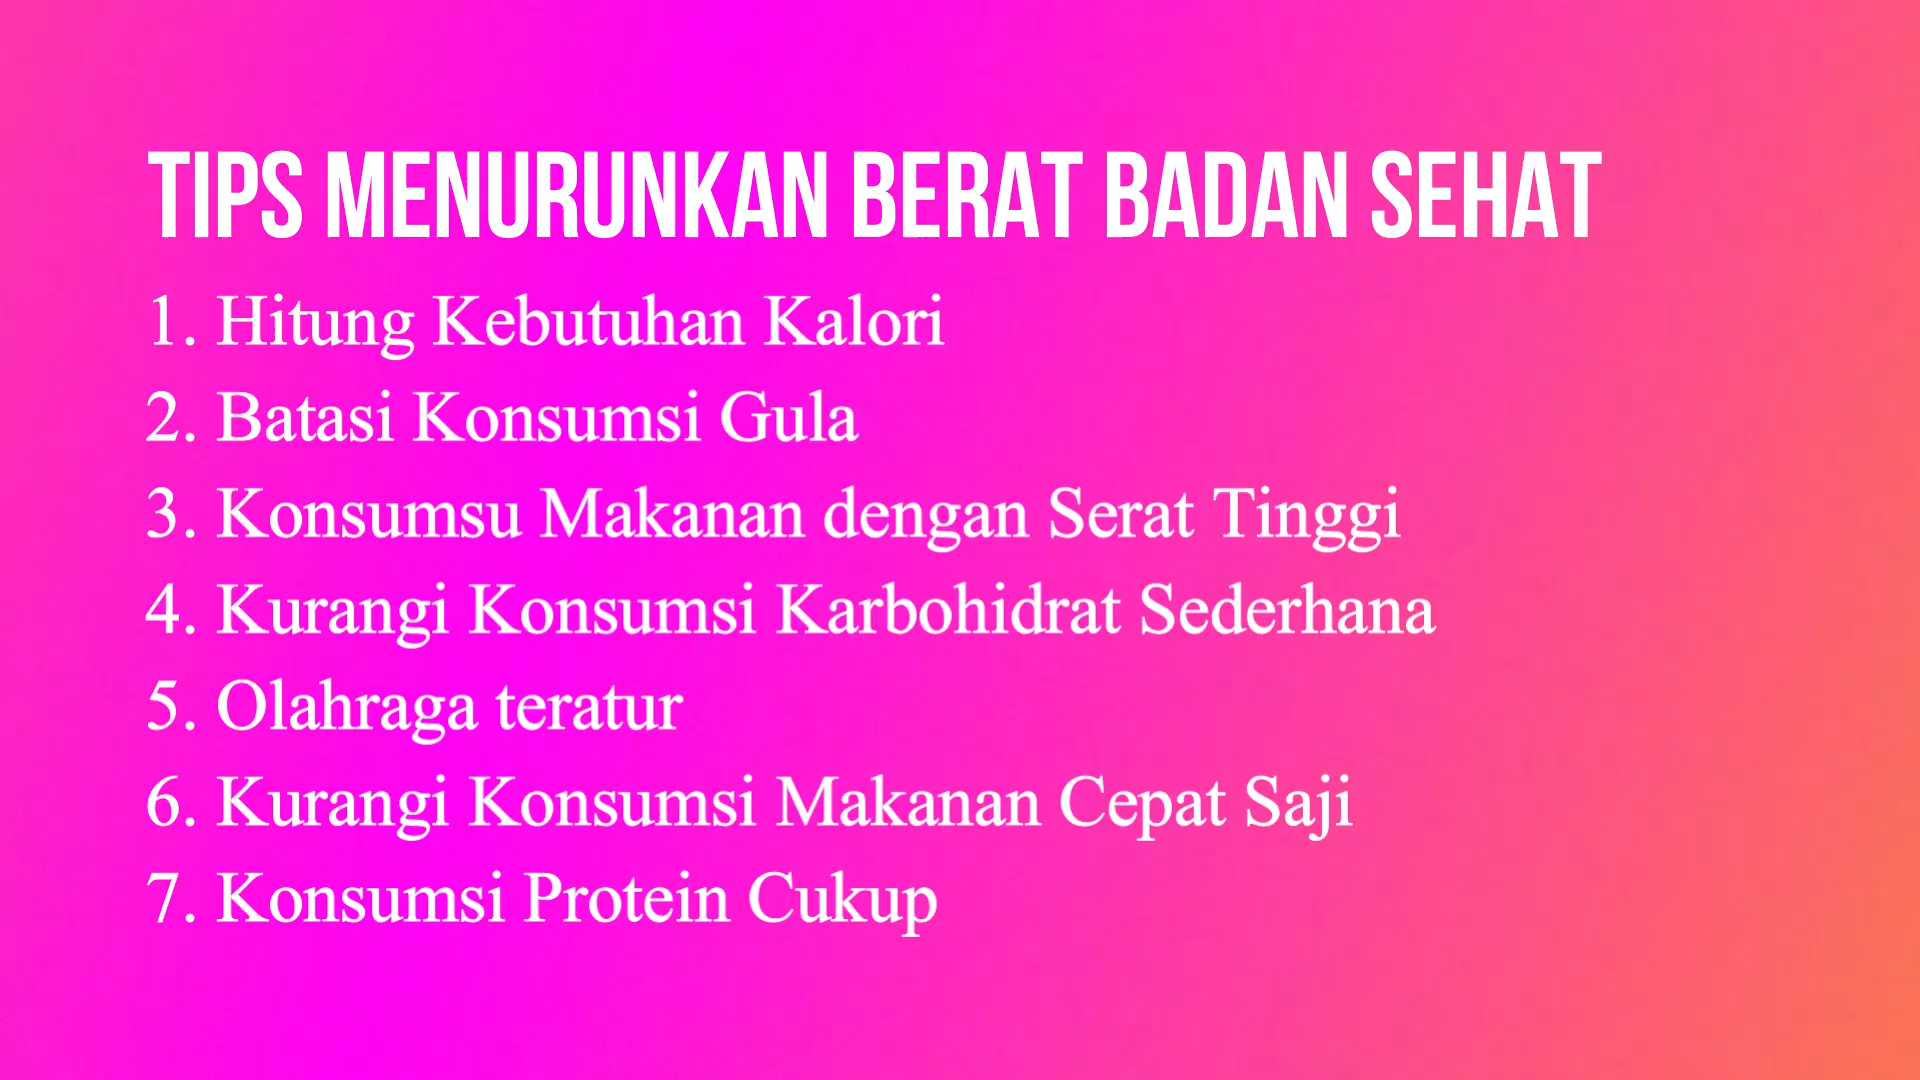 TIPS MENURUNKAN BERAT BADAN SEHAT
1. Hitung Kebutuhan Kalori
2. Batasi Konsumsi Gula
3. Konsumsu Makanan dengan Serat Tinggi
4. Kurangi Konsumsi Karbohidrat Sederhana
5. Olahraga teratur
6. Kurangi Konsumsi Makanan Cepat Saji
7. Konsumsi Protein Cukup